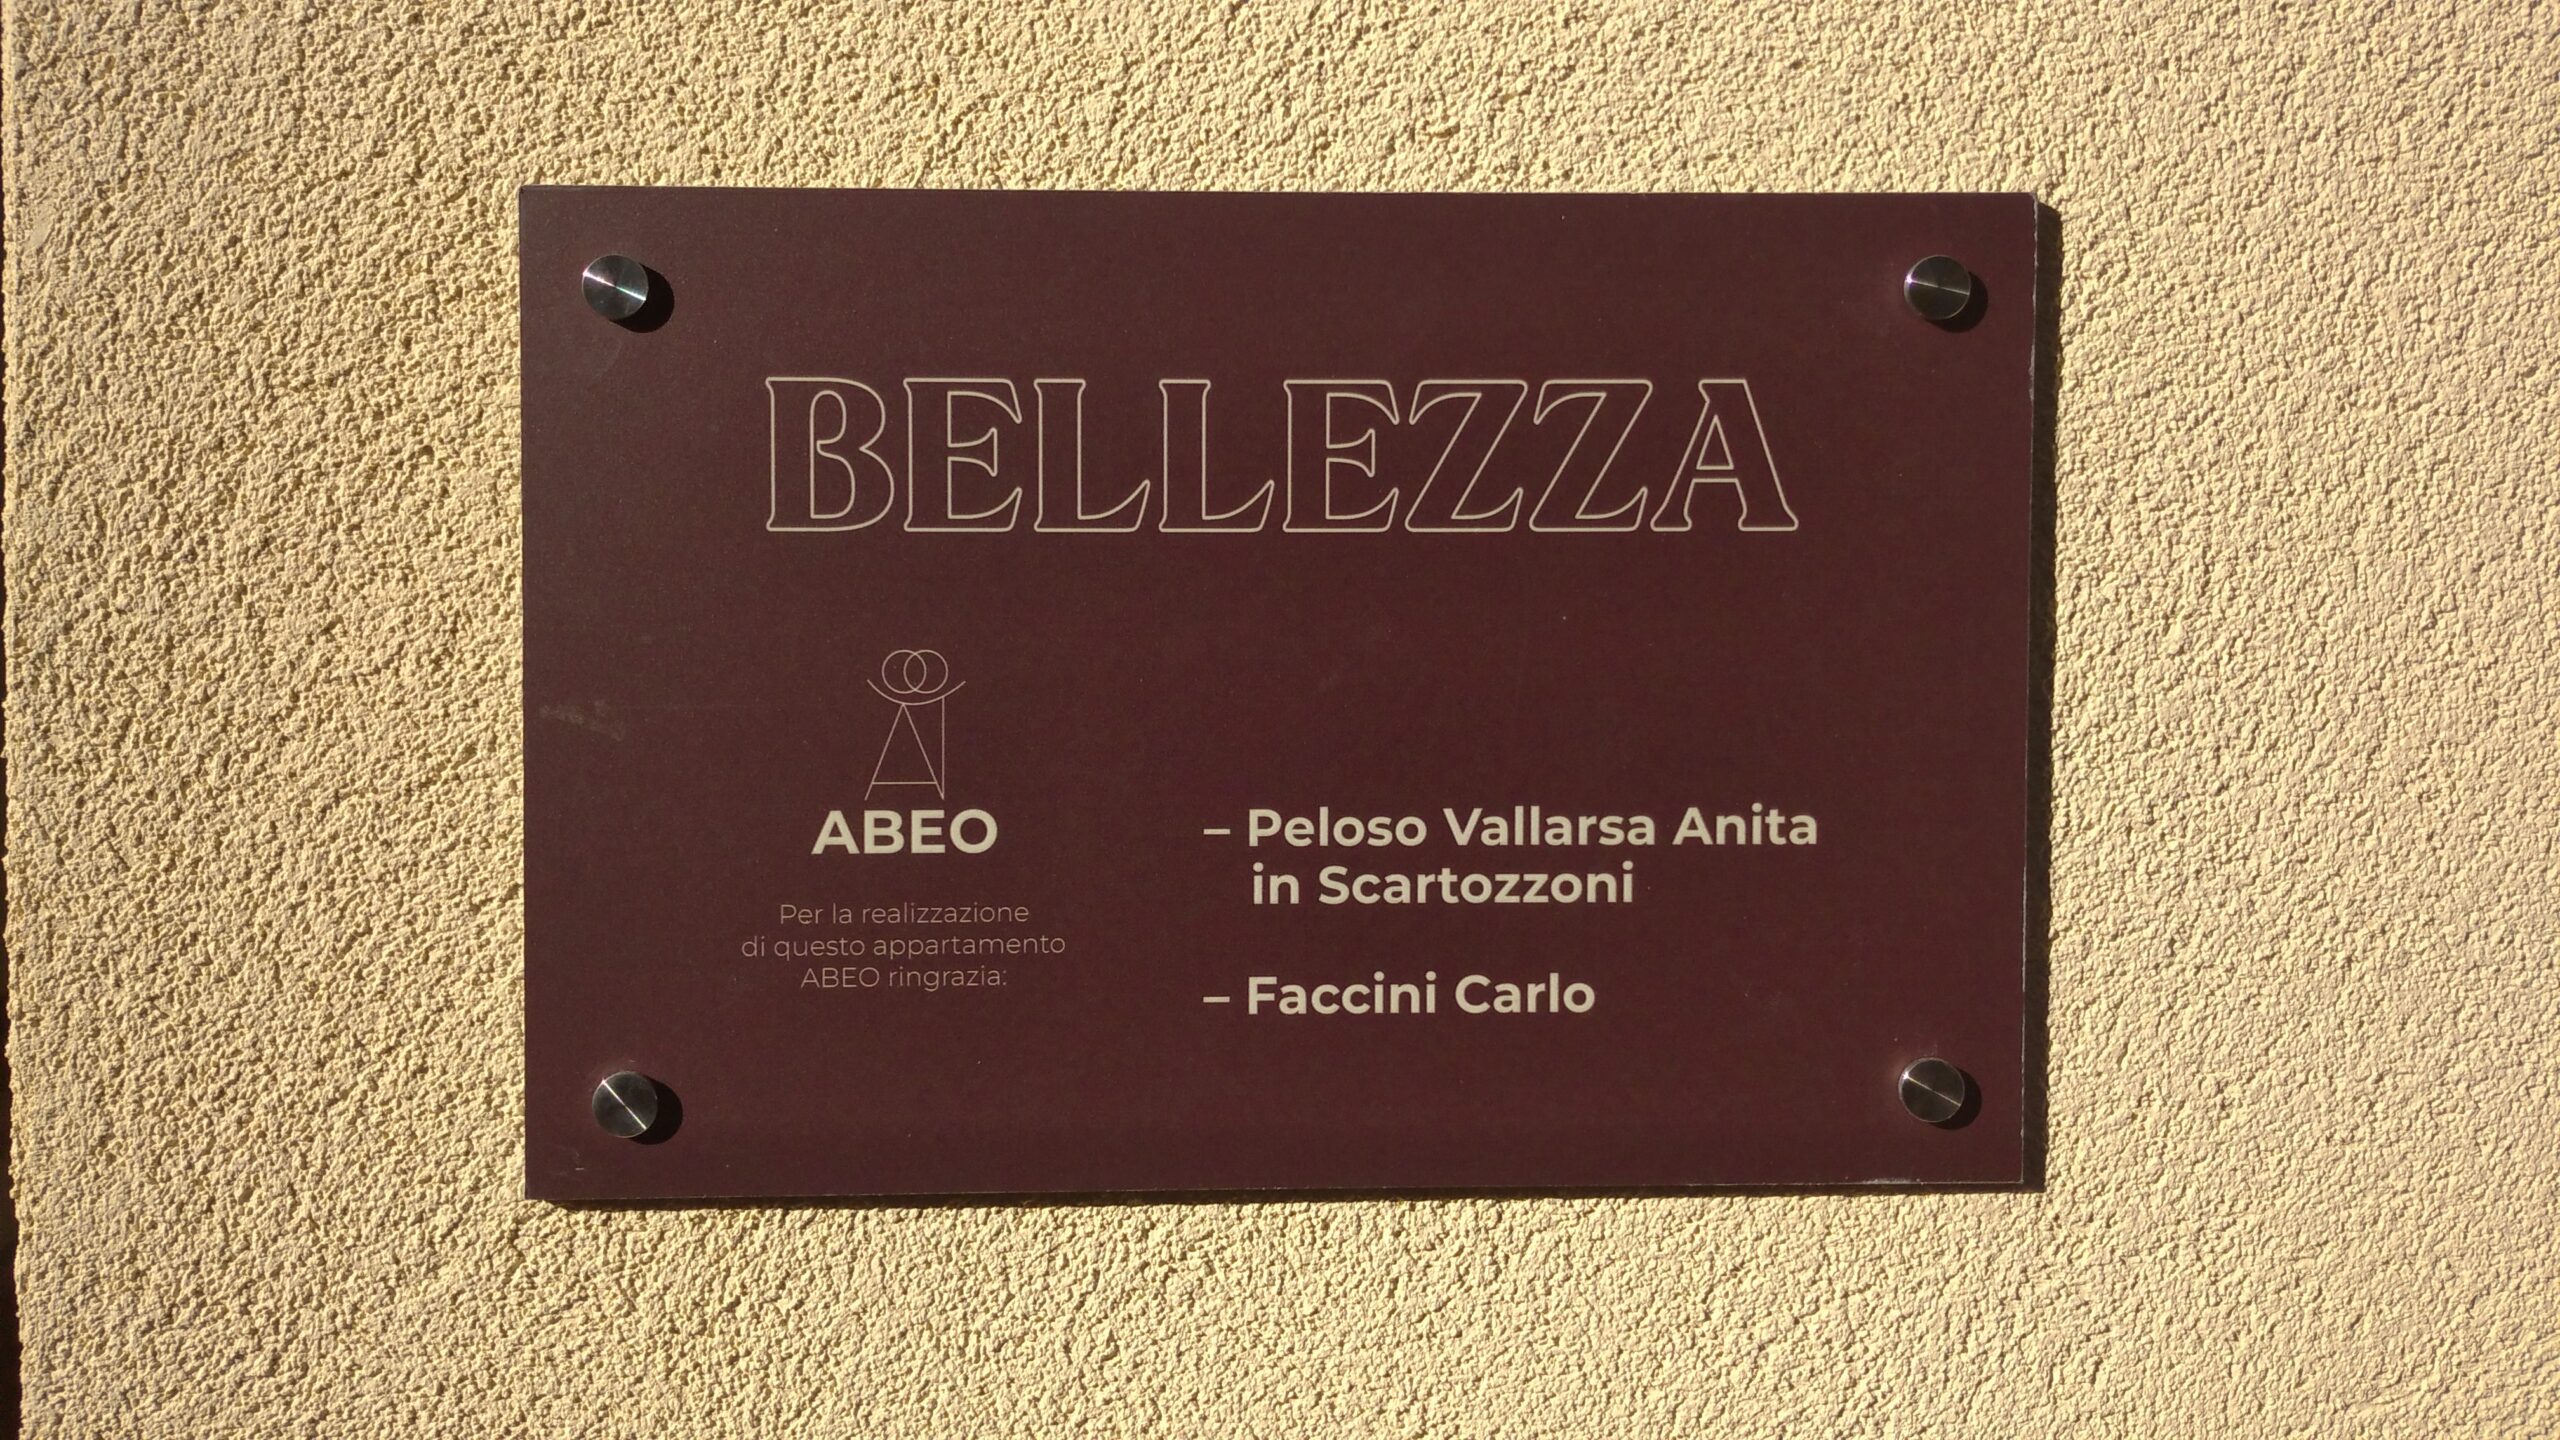 BELLEZZA
ABEO
Per la realizzazione
di questo appartamento
ABEO ringrazia:
– Peloso Vallarsa Anita
in Scartozzoni
– Faccini Carlo